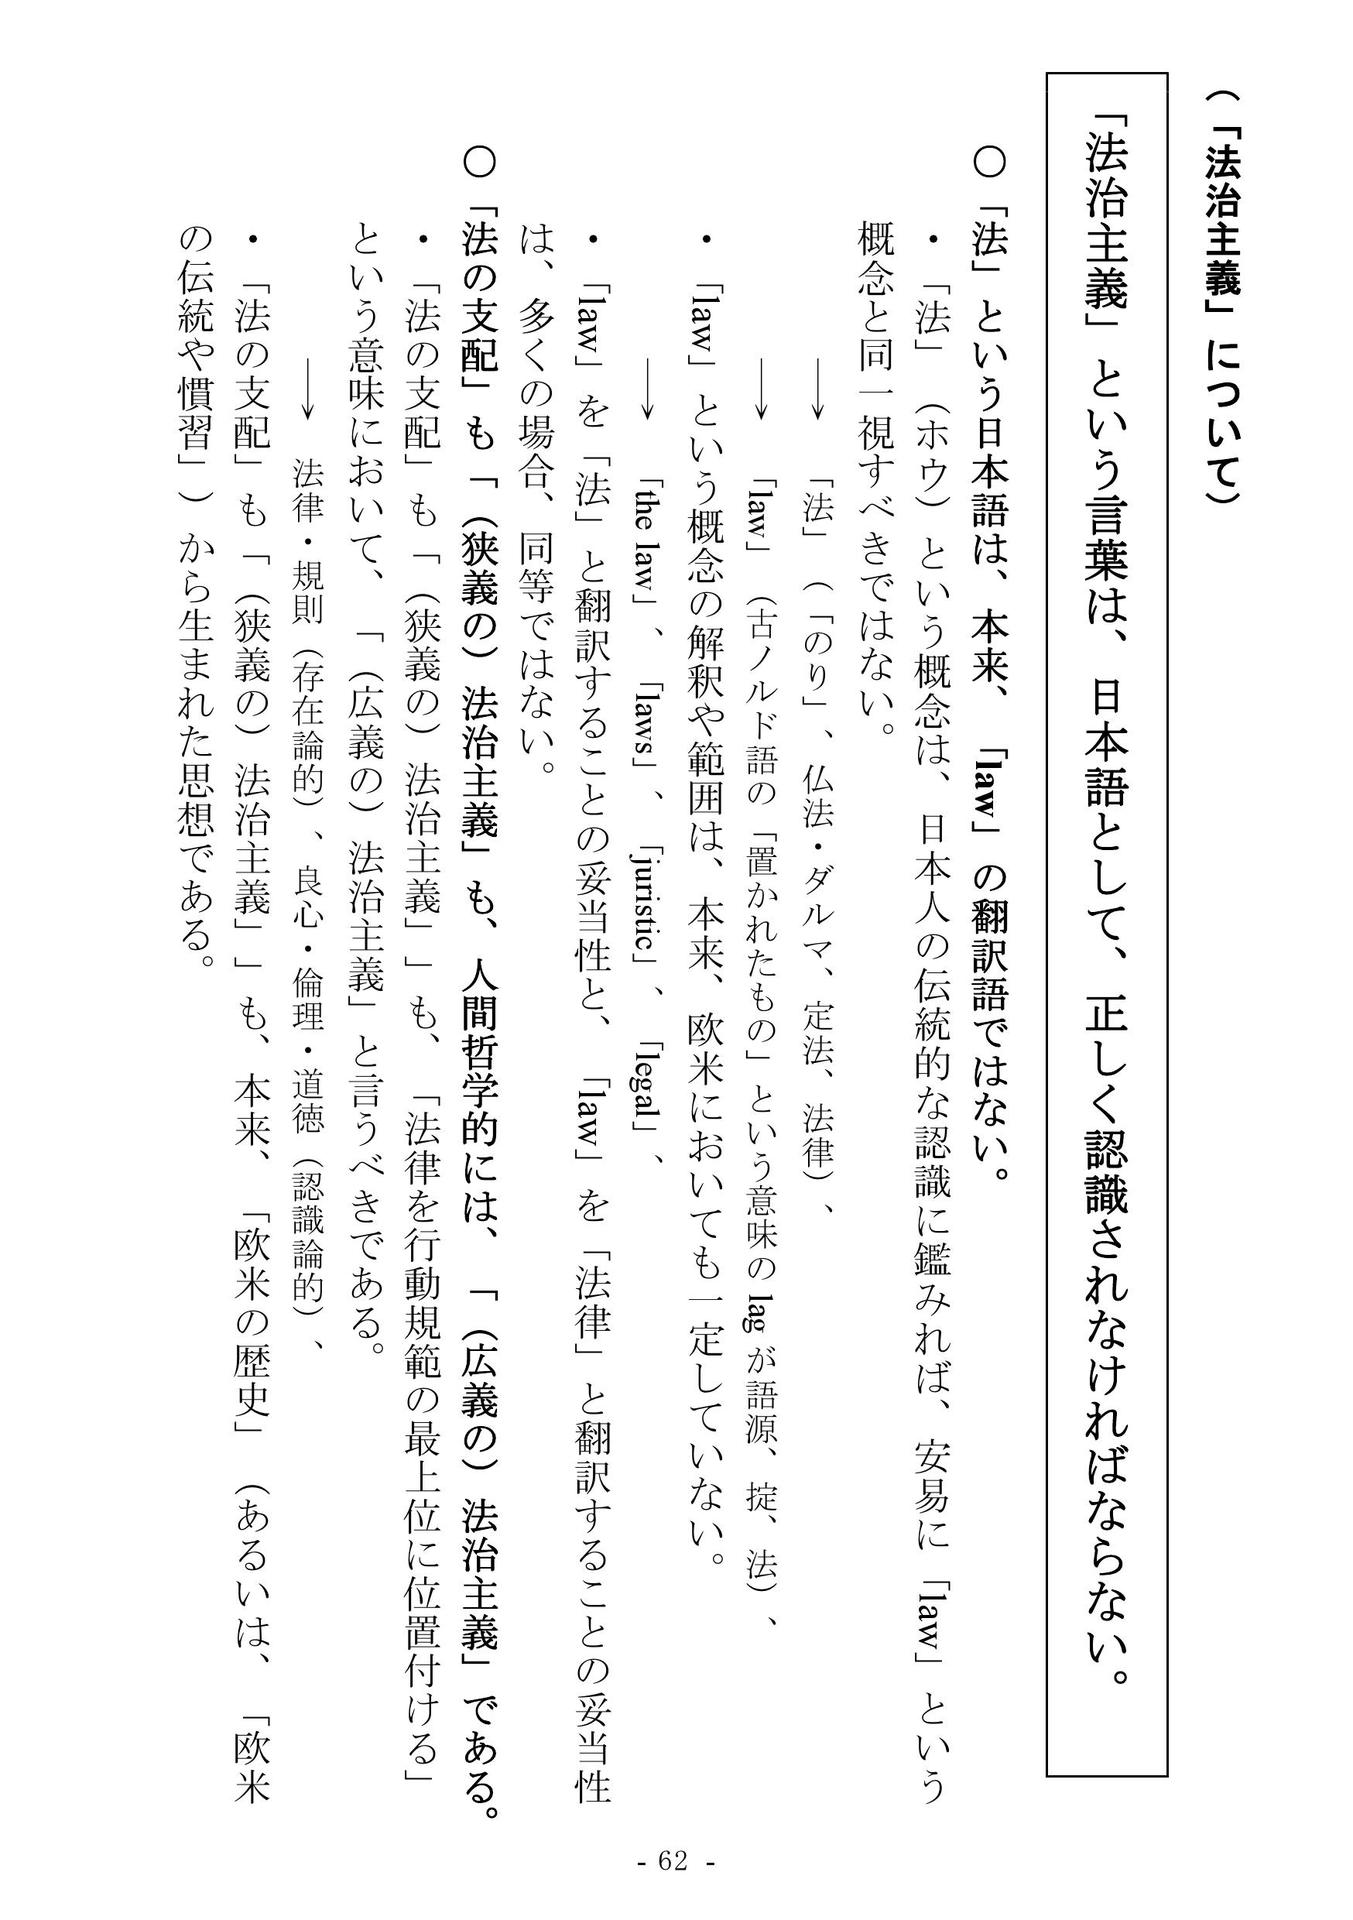 （「法治主義」について）
「法治主義」という言葉は、日本語として、正しく認識されなければならない。
〇「法」という日本語は、本来、「law」の翻訳語ではない。
・「法」（ホウ）という概念は、日本人の伝統的な認識に鑑みれば、安易に「law」という
概念と同一視すべきではない。
→ 「法」（「のり」、仏法・ダルマ、定法、法律）、
→ 「law」（古ノルド語の「置かれたもの」という意味の lag が語源、掟、法）、
・「law」という概念の解釈や範囲は、本来、欧米においても一定していない。
→ 「the law」、「laws」、「juristic」、「legal」、
・「law」を「法」と翻訳することの妥当性と、「law」を「法律」と翻訳することの妥当性
は、多くの場合、同等ではない。
〇「法の支配」も「（狭義の）法治主義」も、人間哲学的には、「（広義の）法治主義」である。
・「法の支配」も「（狭義の）法治主義」」も、「法律を行動規範の最上位に位置付ける」
という意味において、「（広義の）法治主義」と言うべきである。
→ 法律・規則（存在論的）、良心・倫理・道徳（認識論的）、
・「法の支配」も「（狭義の）法治主義」」も、本来、「欧米の歴史」（あるいは、「欧米
の伝統や慣習」）から生まれた思想である。
- 62 -